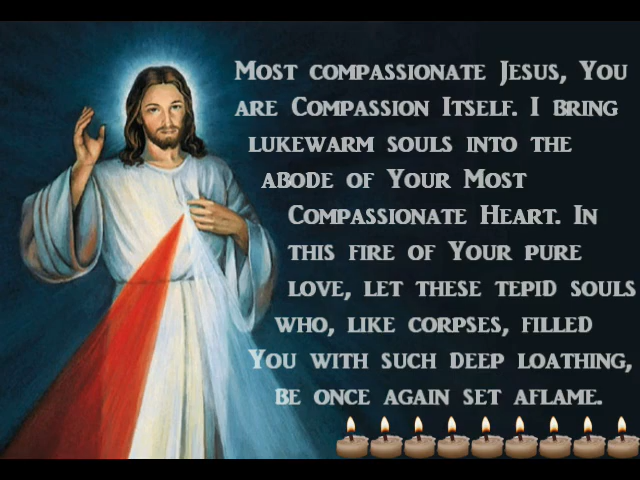 Most compassionate Jesus, You
are Compassion Itself. I bring
lukewarm souls into the
abode of Your Most
Compassionate Heart. In
this fire of Your pure
love, let these tepid souls
who, like corpses, filled
You with such deep loathing,
be once again set aflame.